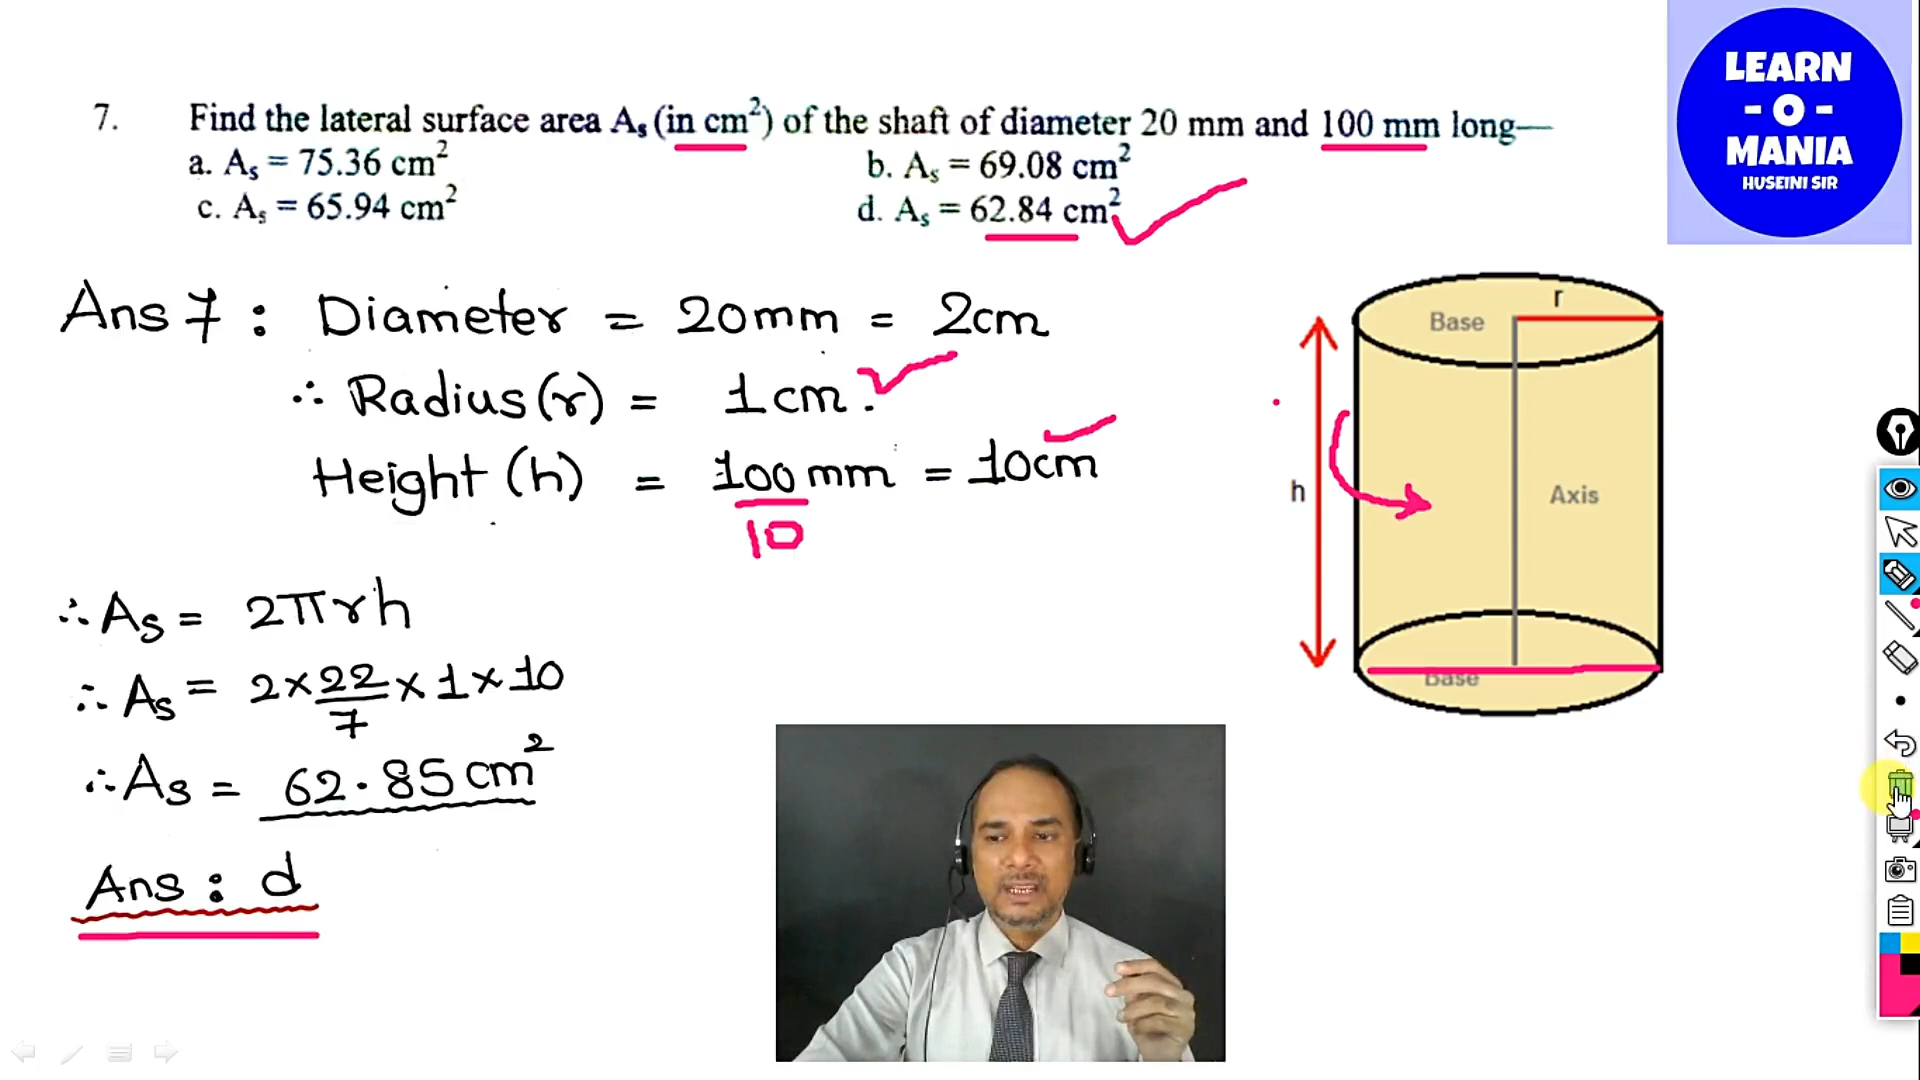 LEARN
- O -
MANIA
HUSEINI SIR
7. Find the lateral surface area Aₛ (in cm²) of the shaft of diameter 20 mm and 100 mm long—
a. Aₛ = 75.36 cm² b. Aₛ = 69.08 cm²
c. Aₛ = 65.94 cm² d. Aₛ = 62.84 cm²
Ans 7 : Diameter = 20mm = 2cm
∴ Radius(r) = 1cm.
Height (h) = 100 mm = 10cm
10
∴ As = 2πrh
∴ As = 2 × 22/7 × 1 × 10
∴ As = 62.85 cm²
Ans : d
r
Base
h
Axis
Base